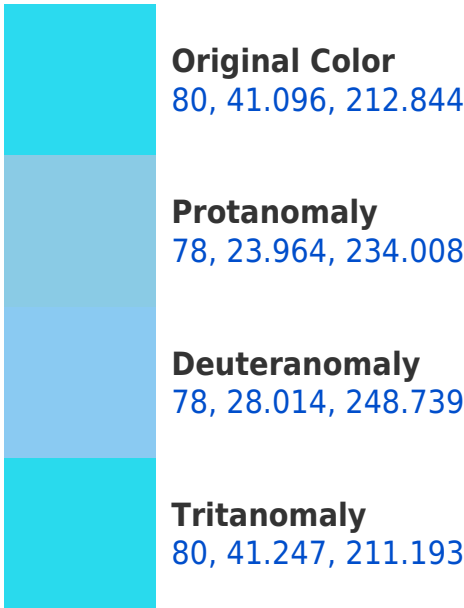 Original Color
80, 41.096, 212.844
Protanomaly
78, 23.964, 234.008
Deuteranomaly
78, 28.014, 248.739
Tritanomaly
80, 41.247, 211.193